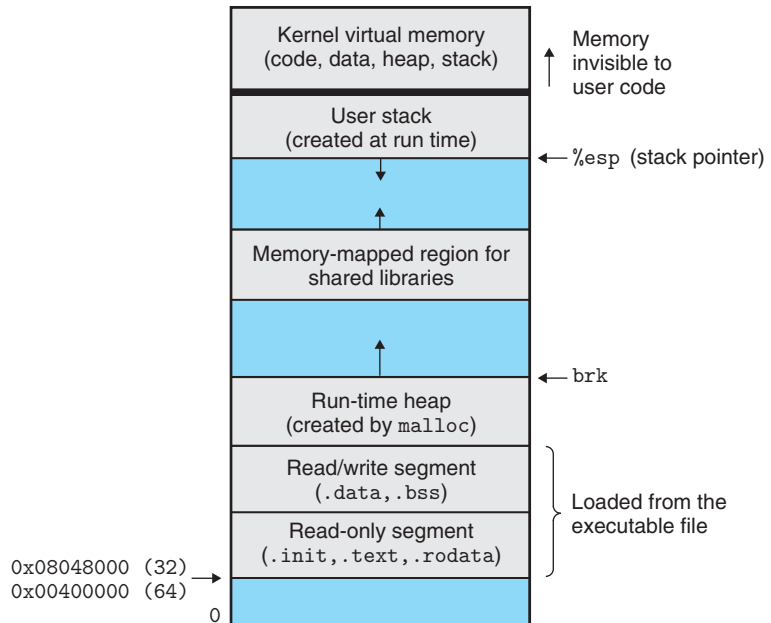 Kernel virtual memory
(code, data, heap, stack)
Memory
invisible to
user code
User stack
(created at run time)
%esp (stack pointer)
Memory-mapped region for
shared libraries
brk
Run-time heap
(created by malloc)
Read/write segment
(.data,.bss)
Loaded from the
executable file
Read-only segment
(.init,.text,.rodata)
0x08048000 (32)
0x00400000 (64)
0